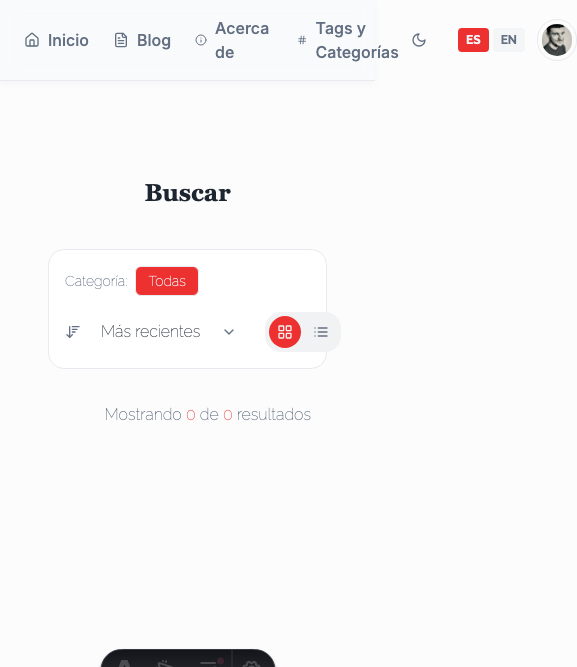 Inicio
Blog
Acerca
de
Tags y
Categorías
ES
EN
Buscar
Categoría:
Todas
Más recientes
Mostrando 0 de 0 resultados